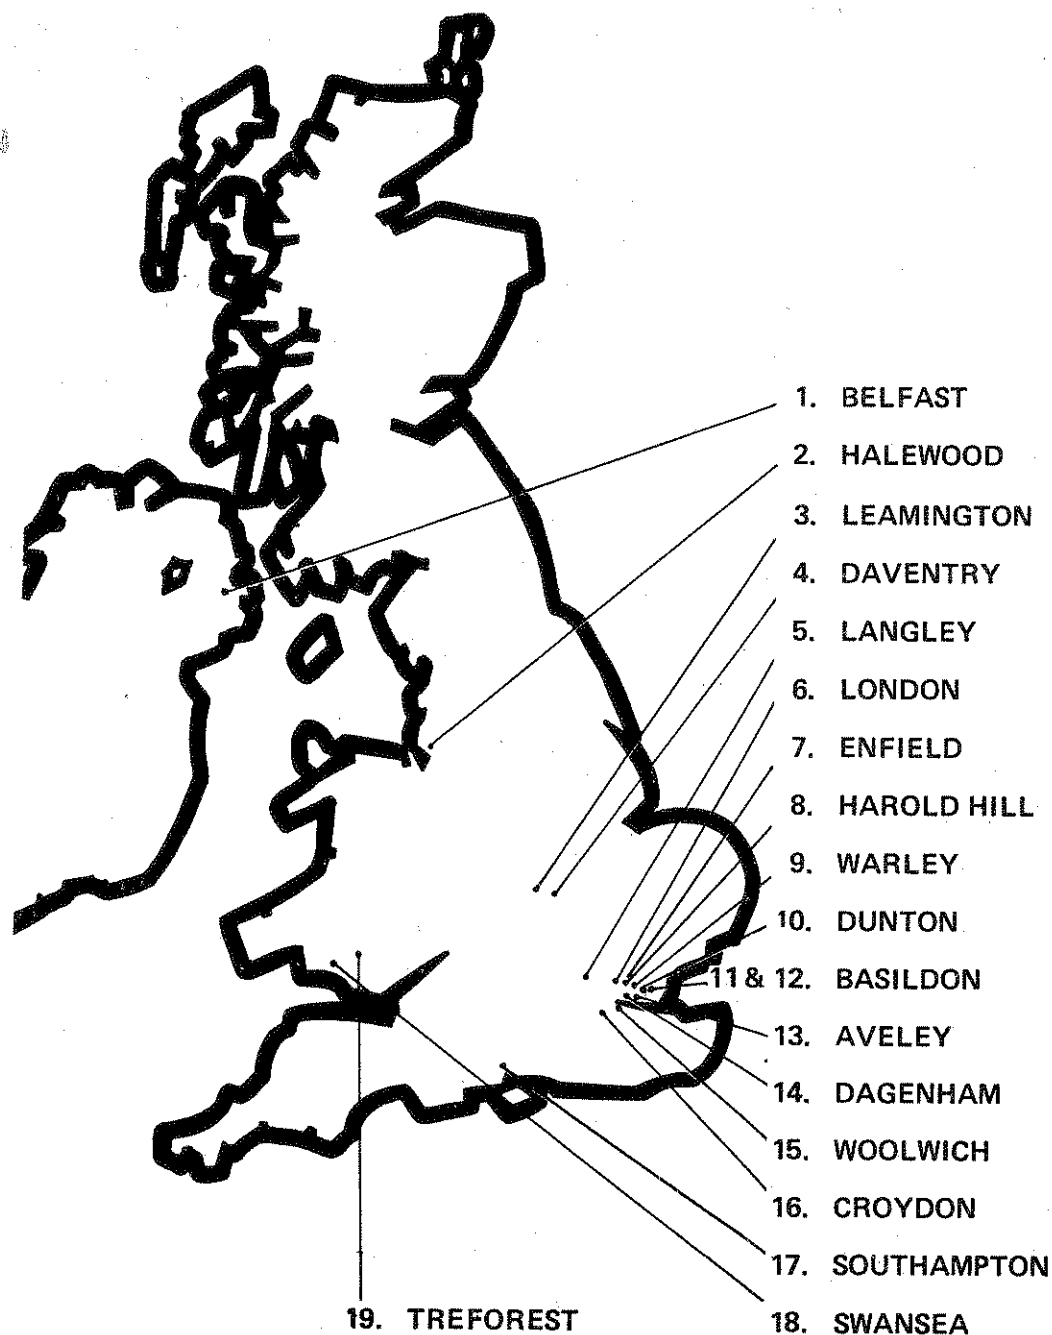 1. BELFAST
2. HALEWOOD
3. LEAMINGTON
4. DAVENTRY
5. LANGLEY
6. LONDON
7. ENFIELD
8. HAROLD HILL
9. WARLEY
10. DUNTON
11 & 12. BASILDON
13. AVELEY
14. DAGENHAM
15. WOOLWICH
16. CROYDON
17. SOUTHAMPTON
18. SWANSEA
19. TREFOREST